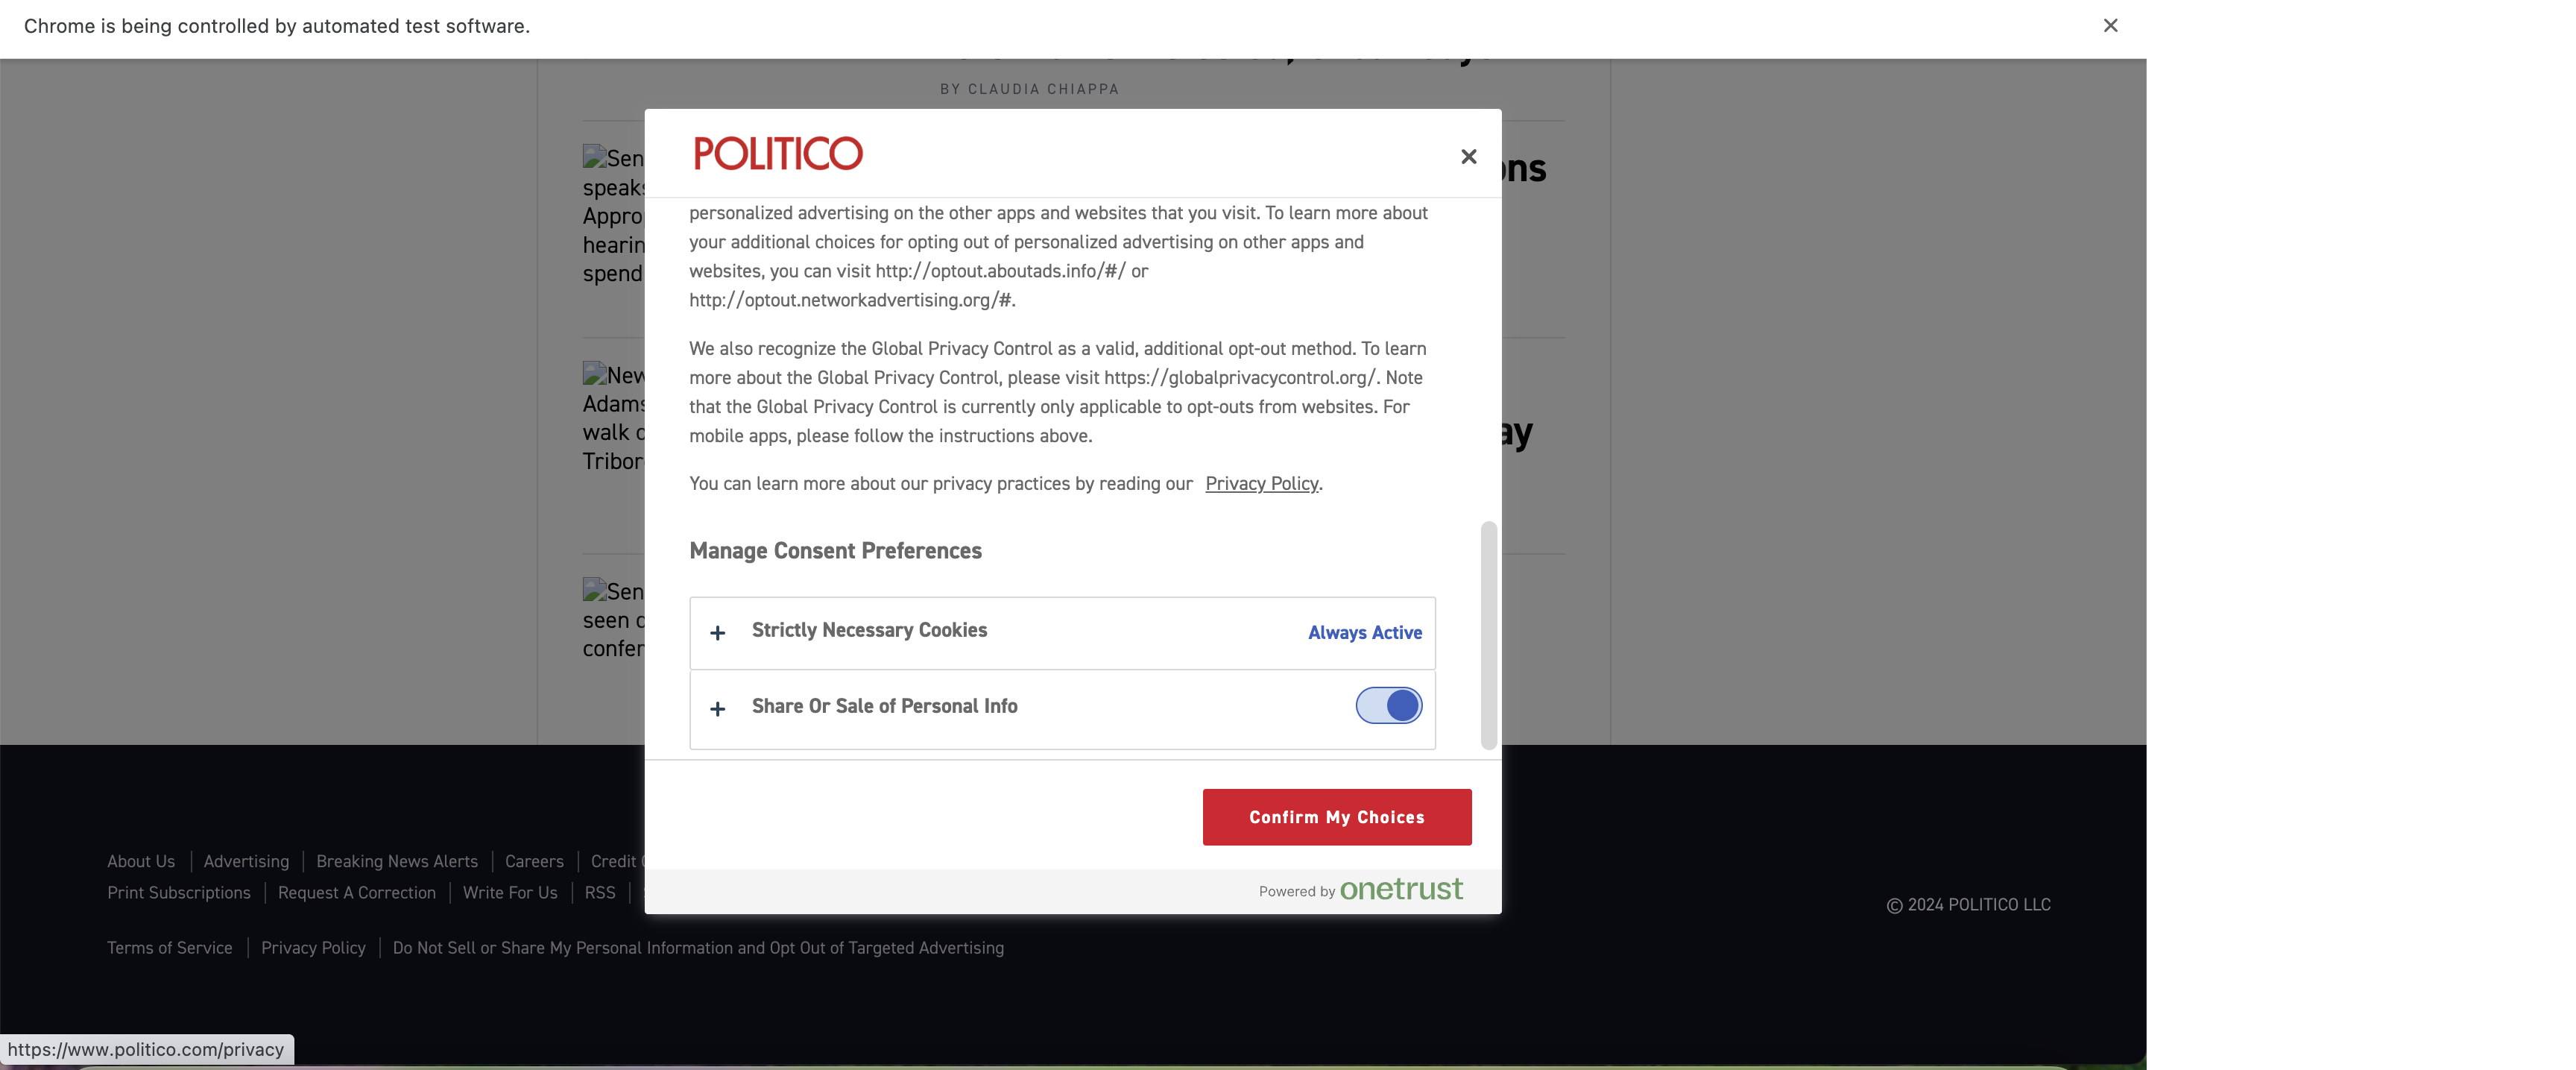 Chrome is being controlled by automated test software.
BY CLAUDIA CHIAPPA
POLITICO
personalized advertising on the other apps and websites that you visit. To learn more about
your additional choices for opting out of personalized advertising on other apps and
websites, you can visit http://optout.aboutads.info/#/ or
http://optout.networkadvertising.org/#.
We also recognize the Global Privacy Control as a valid, additional opt-out method. To learn
more about the Global Privacy Control, please visit https://globalprivacycontrol.org/. Note
that the Global Privacy Control is currently only applicable to opt-outs from websites. For
mobile apps, please follow the instructions above.
You can learn more about our privacy practices by reading our Privacy Policy.
Manage Consent Preferences
Strictly Necessary Cookies
Always Active
Share Or Sale of Personal Info
Confirm My Choices
Powered by onetrust
Sen
speaks
Appro
hearin
spend
ons
New
Adams
walk
Tribor
ay
Sen
seen
confer
About Us
Advertising
Breaking News Alerts
Careers
Credit
Print Subscriptions
Request A Correction
Write For Us
RSS
© 2024 POLITICO LLC
Terms of Service
Privacy Policy
Do Not Sell or Share My Personal Information and Opt Out of Targeted Advertising
https://www.politico.com/privacy